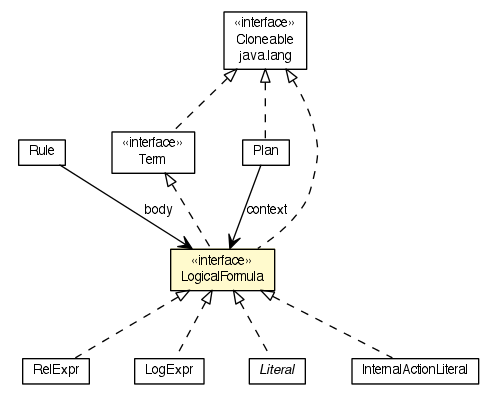 «interface»
Cloneable
java.lang
Rule
«interface»
Term
Plan
body
context
«interface»
LogicalFormula
RelExpr
LogExpr
Literal
InternalActionLiteral